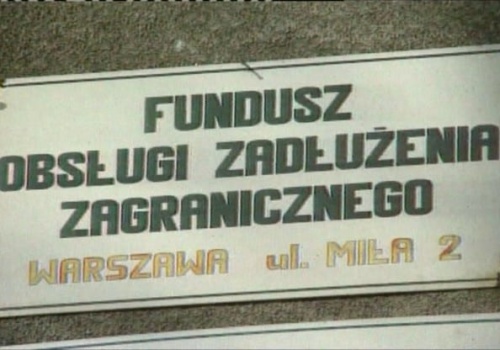 FUNDUSZ
OBSŁUGI ZADŁUŻENIA
ZAGRANICZNEGO
WARSZAWA ul. MIŁA 2